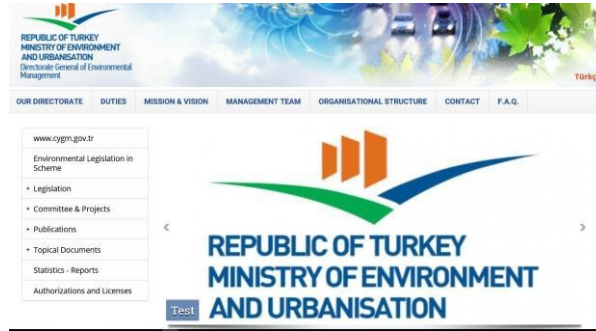 REPUBLIC OF TURKEY
MINISTRY OF ENVIRONMENT
AND URBANISATION
Directorate General of Environmental
Management
Türkç
OUR DIRECTORATE DUTIES MISSION & VISION MANAGEMENT TEAM ORGANISATIONAL STRUCTURE CONTACT F.A.Q.
www.cygm.gov.tr
Environmental Legislation in
Scheme
+ Legislation
+ Committee & Projects
+ Publications
+ Topical Documents
Statistics - Reports
Authorizations and Licenses
REPUBLIC OF TURKEY
MINISTRY OF ENVIRONMENT
AND URBANISATION
Test